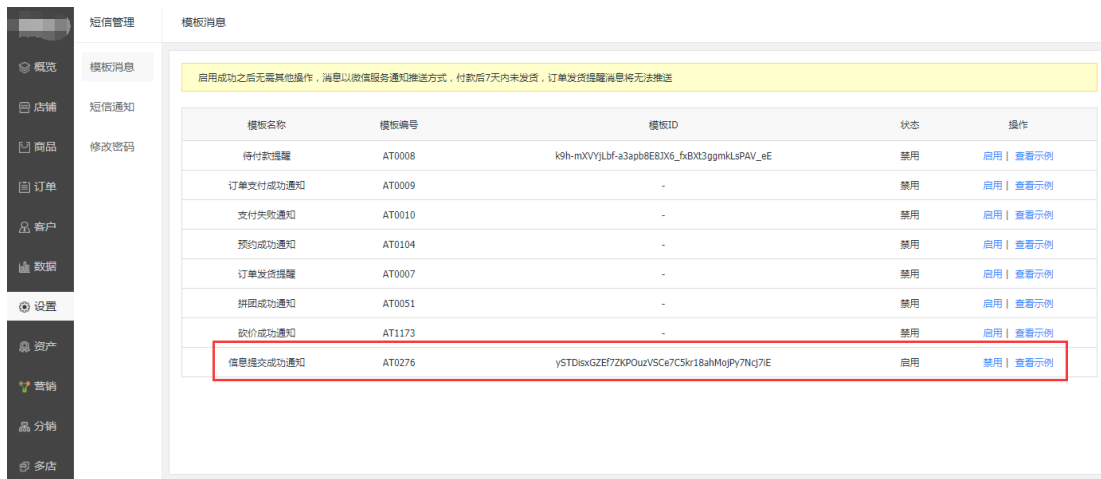 短信管理
模板消息
概览
店铺
商品
订单
客户
数据
设置
资产
营销
分销
多店
模板消息
短信通知
修改密码
启用成功之后无需其他操作，消息以微信服务通知推送方式，付款后7天内未发货，订单发货提醒消息将无法推送
模板名称 模板编号 模板ID 状态 操作
待付款提醒 AT0008 k9h-mXVYjLbf-a3apb8E8JX6_fxBXt3ggmkLsPAV_eE 禁用 启用 | 查看示例
订单支付成功通知 AT0009 - 禁用 启用 | 查看示例
支付失败通知 AT0010 - 禁用 启用 | 查看示例
预约成功通知 AT0104 - 禁用 启用 | 查看示例
订单发货提醒 AT0007 - 禁用 启用 | 查看示例
拼团成功通知 AT0051 - 禁用 启用 | 查看示例
砍价成功通知 AT1173 - 禁用 启用 | 查看示例
信息提交成功通知 AT0276 ySTDisxGZEf7ZKPOuzVSCe7C5kr18ahMojPy7Ncj7iE 启用 禁用 | 查看示例